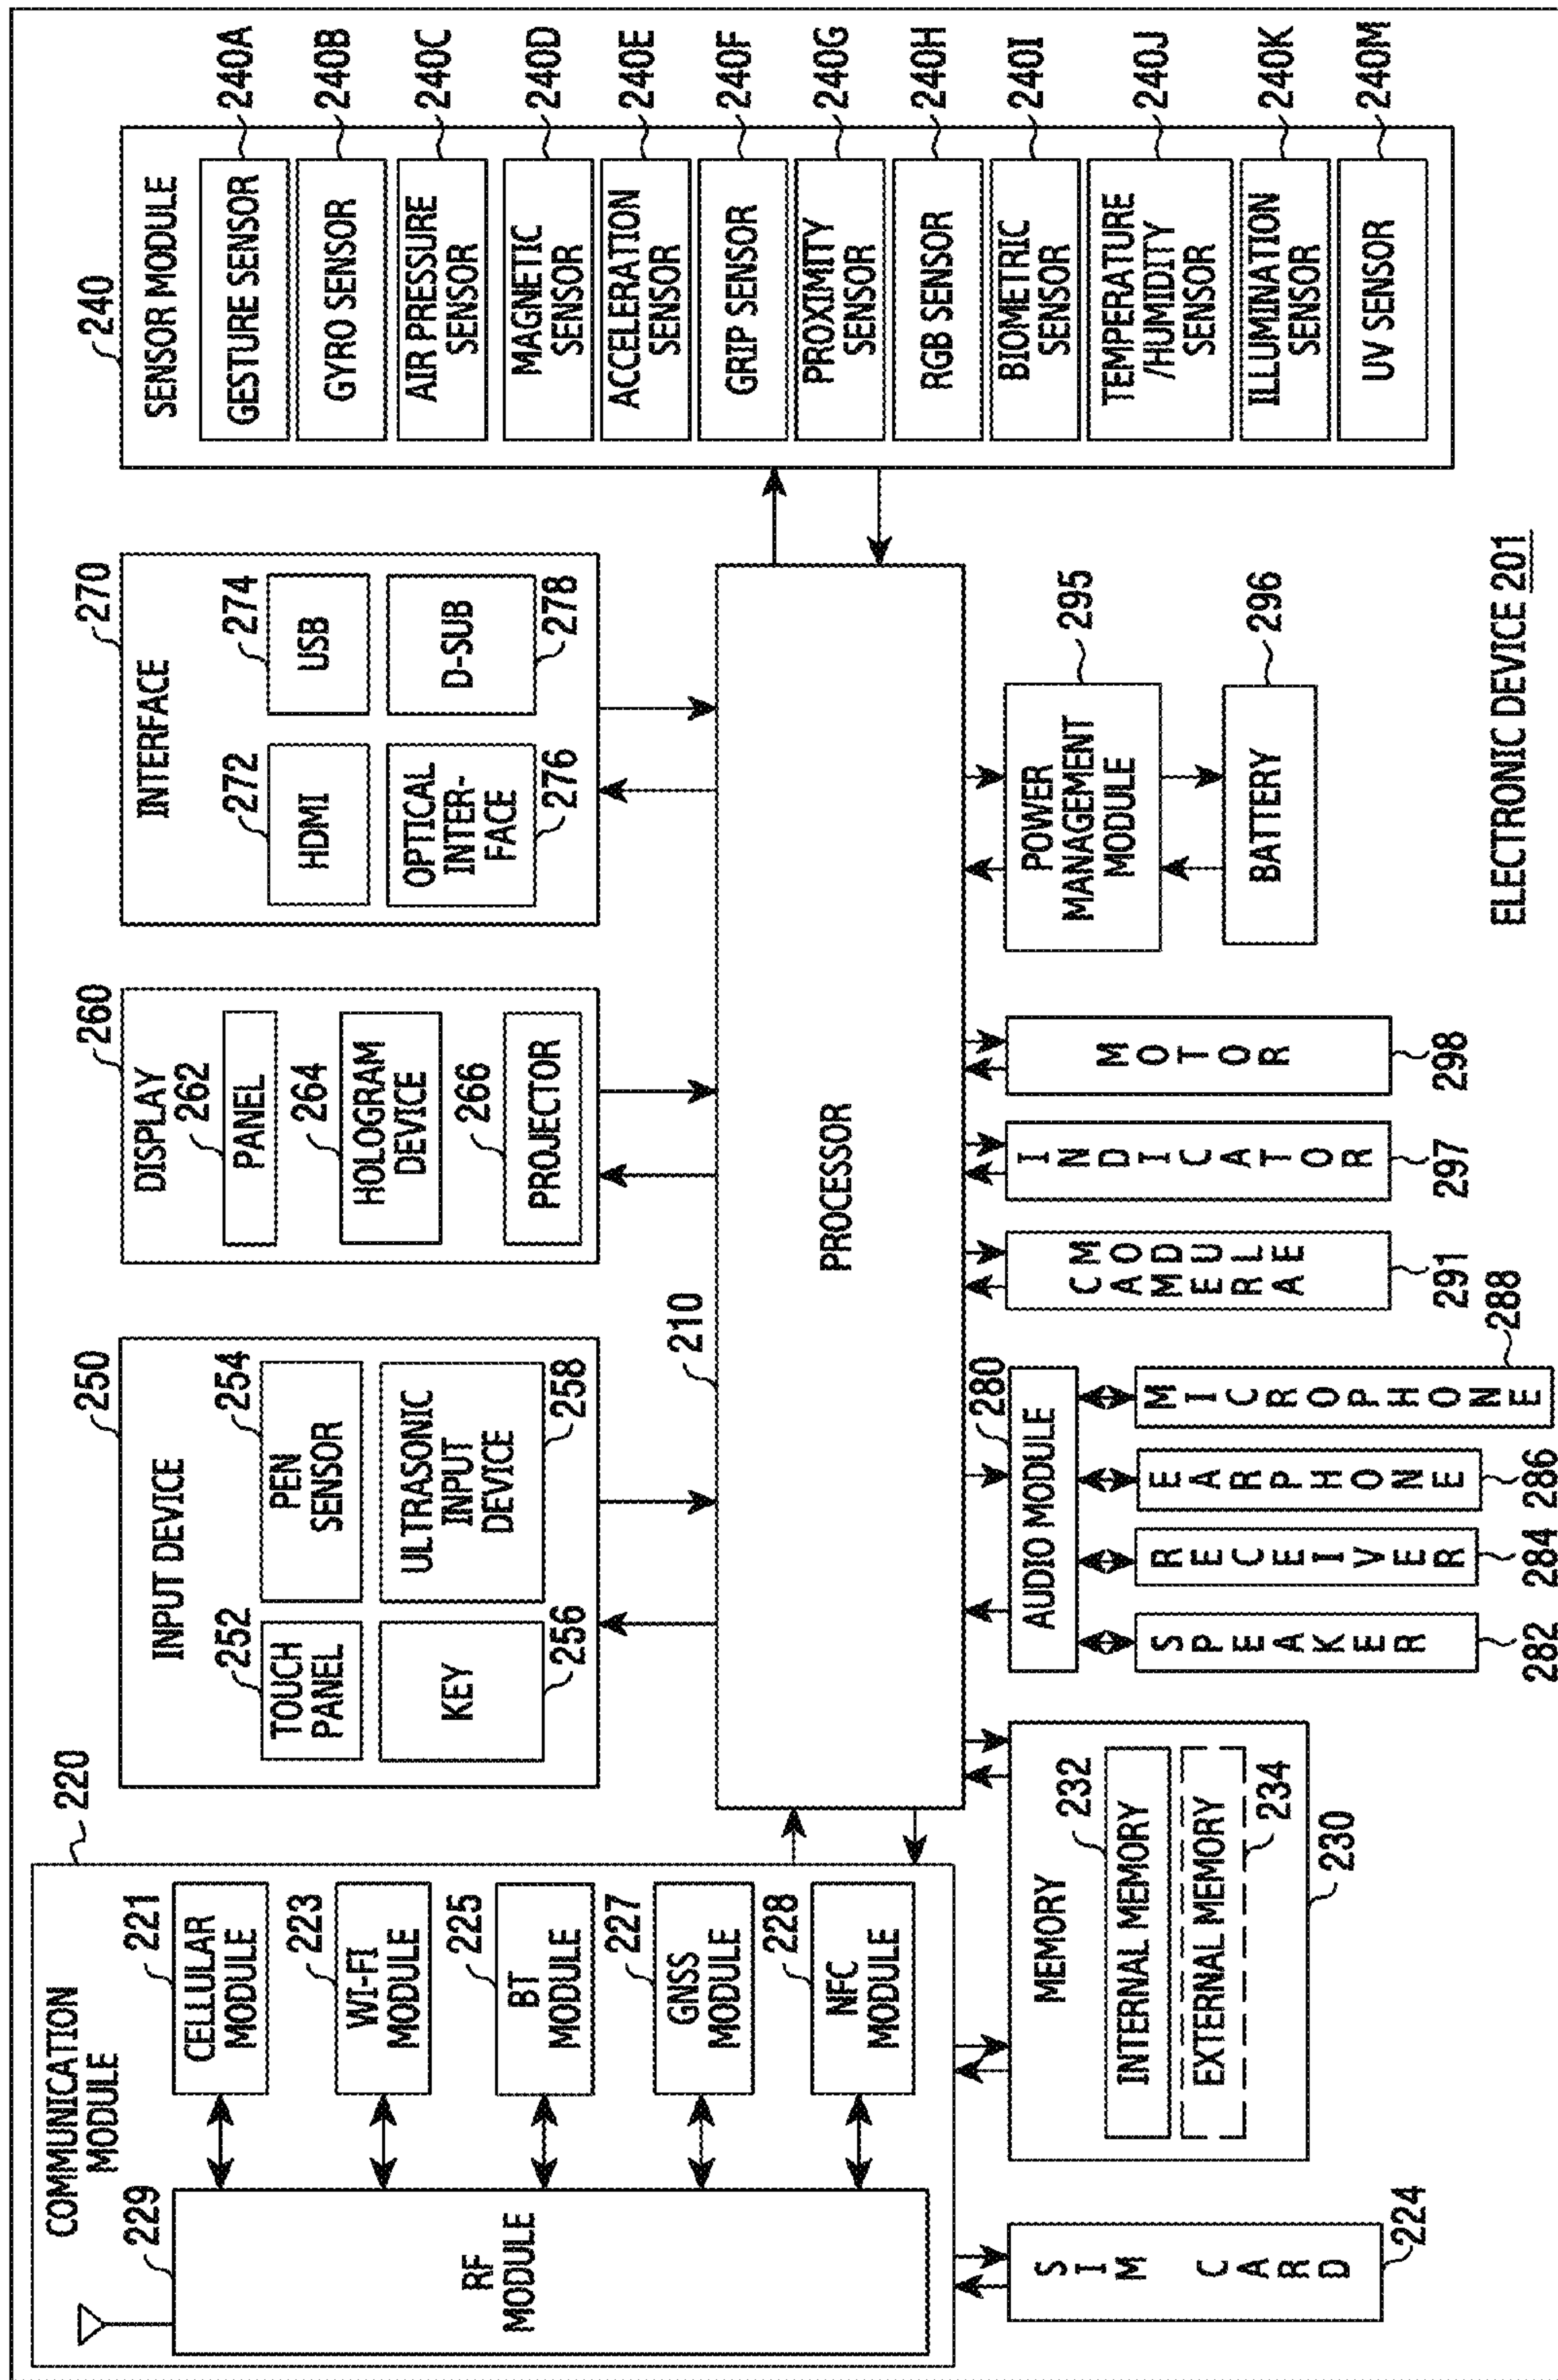 COMMUNICATION
MODULE
220
229
RF
MODULE
221
CELLULAR
MODULE
223
WI-FI
MODULE
225
BT
MODULE
227
GNSS
MODULE
228
NFC
MODULE
250
INPUT DEVICE
252
TOUCH
PANEL
254
PEN
SENSOR
KEY
256
ULTRASONIC
INPUT
DEVICE
258
260
DISPLAY
262
PANEL
264
HOLOGRAM
DEVICE
266
PROJECTOR
270
INTERFACE
272
HDMI
274
USB
OPTICAL
INTER-
FACE
276
D-SUB
278
240
SENSOR MODULE
GESTURE SENSOR
240A
GYRO SENSOR
240B
AIR PRESSURE
SENSOR
240C
MAGNETIC
SENSOR
240D
ACCELERATION
SENSOR
240E
GRIP SENSOR
240F
PROXIMITY
SENSOR
240G
RGB SENSOR
240H
BIOMETRIC
SENSOR
240I
TEMPERATURE
/HUMIDITY
SENSOR
240J
ILLUMINATION
SENSOR
240K
UV SENSOR
240M
210
PROCESSOR
SIM CARD
224
MEMORY
232
INTERNAL MEMORY
EXTERNAL MEMORY
234
230
AUDIO MODULE
280
SPEAKER
282
RECEIVER
284
EARPHONE
286
MICROPHONE
288
CAMERA
MODULE
291
INDICATOR
297
MOTOR
298
POWER
MANAGEMENT
MODULE
295
BATTERY
296
ELECTRONIC DEVICE 201